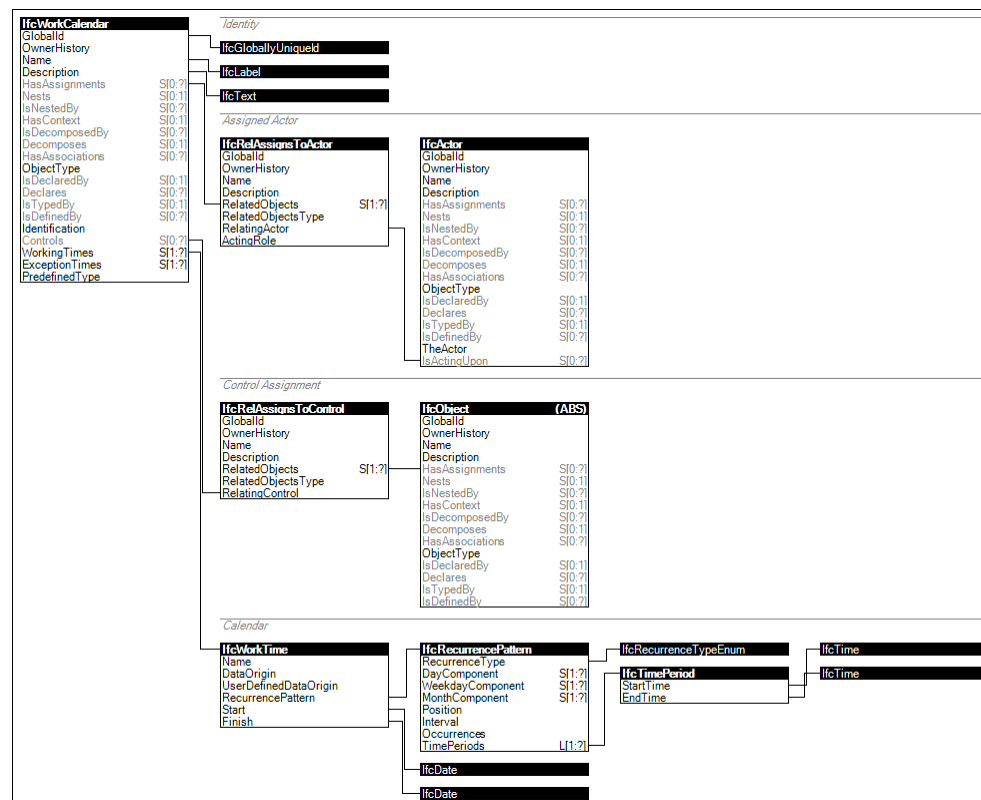 IfcWorkCalendar
GlobalId
OwnerHistory
Name
Description
HasAssignments S[0:?]
Nests S[0:1]
IsNestedBy S[0:?]
HasContext S[0:1]
IsDecomposedBy S[0:?]
Decomposes S[0:1]
HasAssociations S[0:?]
ObjectType
IsDeclaredBy S[0:1]
Declares S[0:?]
IsTypedBy S[0:1]
IsDefinedBy S[0:?]
Identification
Controls S[0:?]
WorkingTimes S[1:?]
ExceptionTimes S[1:?]
PredefinedType
Identity
IfcGloballyUniqueId
IfcLabel
IfcText
Assigned Actor
IfcRelAssignsToActor
GlobalId
OwnerHistory
Name
Description
RelatedObjects S[1:?]
RelatedObjectsType
RelatingActor
ActingRole
IfcActor
GlobalId
OwnerHistory
Name
Description
HasAssignments S[0:?]
Nests S[0:1]
IsNestedBy S[0:?]
HasContext S[0:1]
IsDecomposedBy S[0:?]
Decomposes S[0:1]
HasAssociations S[0:?]
ObjectType
IsDeclaredBy S[0:1]
Declares S[0:?]
IsTypedBy S[0:1]
IsDefinedBy S[0:?]
TheActor
IsActingUpon S[0:?]
Control Assignment
IfcRelAssignsToControl
GlobalId
OwnerHistory
Name
Description
RelatedObjects S[1:?]
RelatedObjectsType
RelatingControl
IfcObject (ABS)
GlobalId
OwnerHistory
Name
Description
HasAssignments S[0:?]
Nests S[0:1]
IsNestedBy S[0:?]
HasContext S[0:1]
IsDecomposedBy S[0:?]
Decomposes S[0:1]
HasAssociations S[0:?]
ObjectType
IsDeclaredBy S[0:1]
Declares S[0:?]
IsTypedBy S[0:1]
IsDefinedBy S[0:?]
Calendar
IfcWorkTime
Name
DataOrigin
UserDefinedDataOrigin
RecurrencePattern
Start
Finish
IfcRecurrencePattern
RecurrenceType
DayComponent S[1:?]
WeekdayComponent S[1:?]
MonthComponent S[1:?]
Position
Interval
Occurrences
TimePeriods L[1:?]
IfcDate
IfcDate
IfcRecurrenceTypeEnum
IfcTimePeriod
StartTime
EndTime
IfcTime
IfcTime